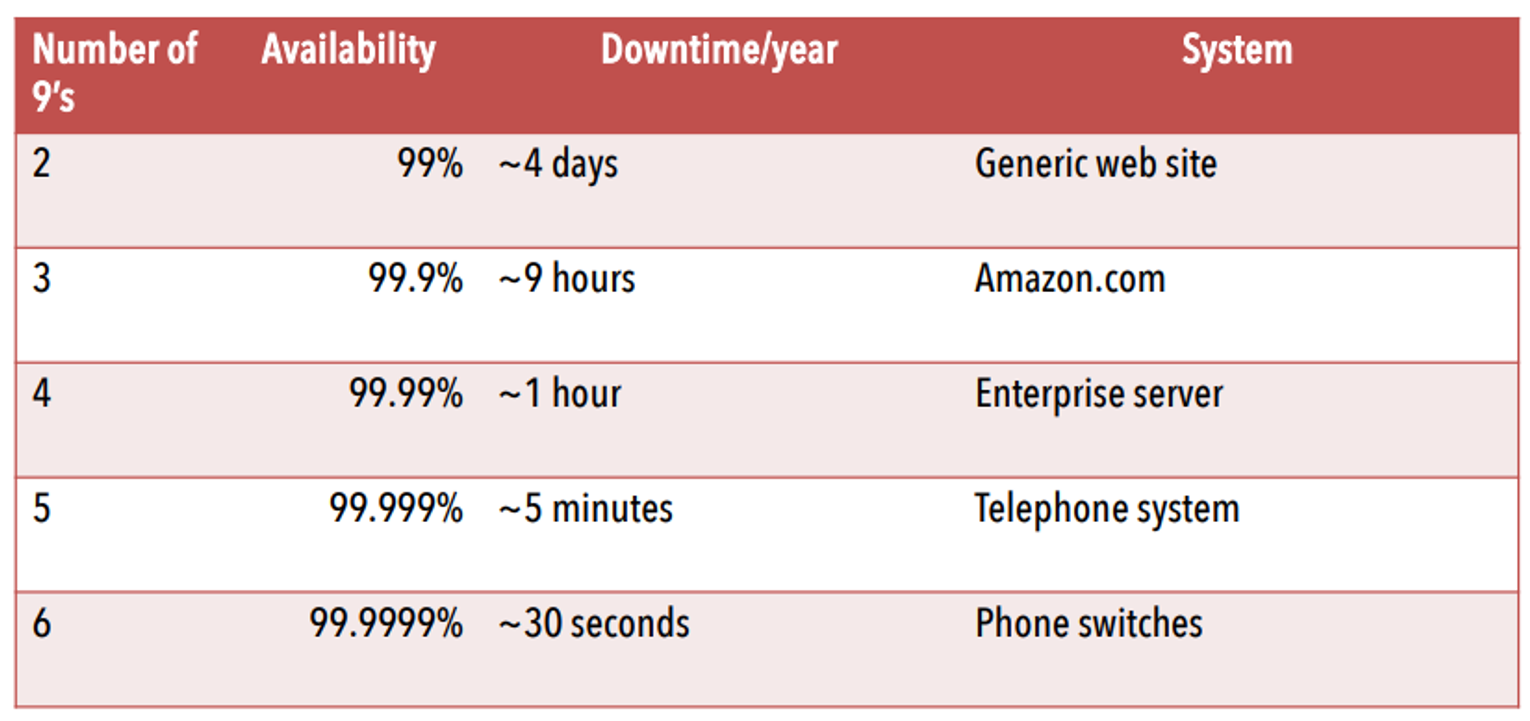 Number of 9's Availability Downtime/year System
2 99% ~4 days Generic web site
3 99.9% ~9 hours Amazon.com
4 99.99% ~1 hour Enterprise server
5 99.999% ~5 minutes Telephone system
6 99.9999% ~30 seconds Phone switches